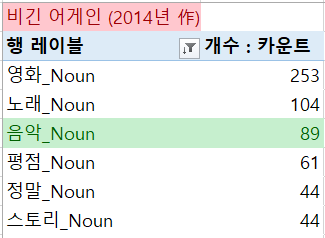 비긴 어게인 (2014년 作)
행 레이블 개수 : 카운트
영화_Noun 253
노래_Noun 104
음악_Noun 89
평점_Noun 61
정말_Noun 44
스토리_Noun 44